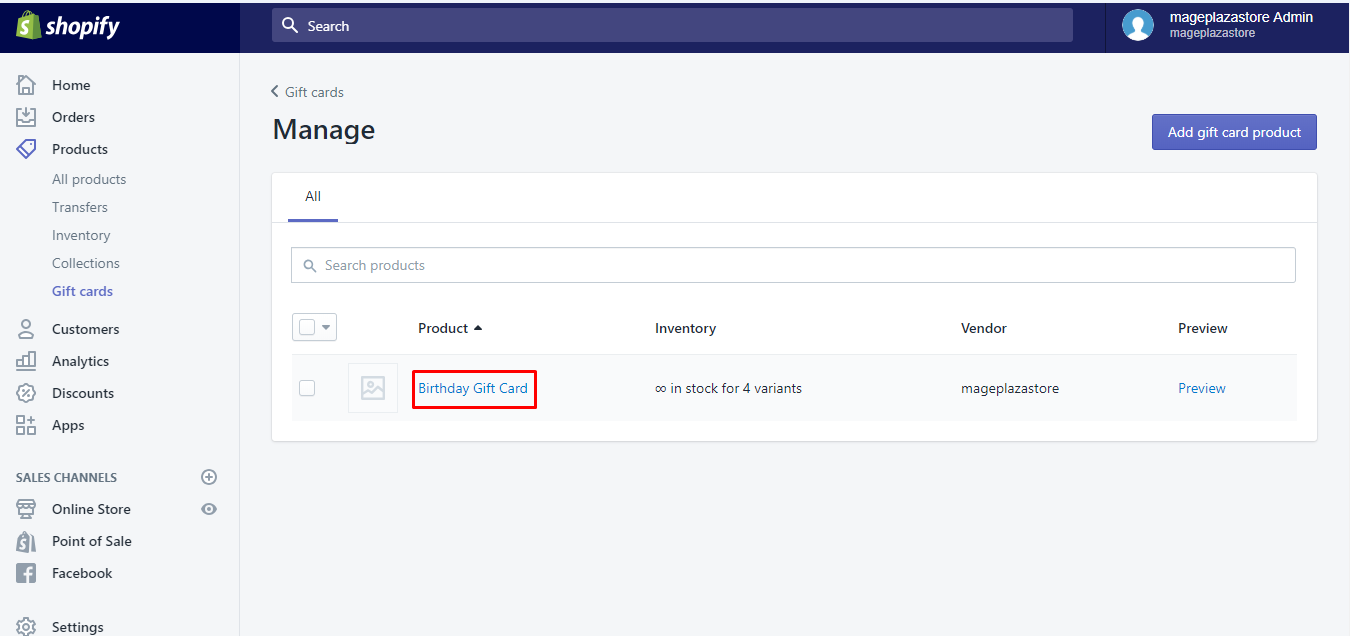 shopify
Search
mageplazastore Admin
mageplazastore
Home
Orders
Products
All products
Transfers
Inventory
Collections
Gift cards
Customers
Analytics
Discounts
Apps
SALES CHANNELS
Online Store
Point of Sale
Facebook
Settings
Gift cards
Manage
Add gift card product
All
Search products
Product Inventory Vendor Preview
Birthday Gift Card ∞ in stock for 4 variants mageplazastore Preview